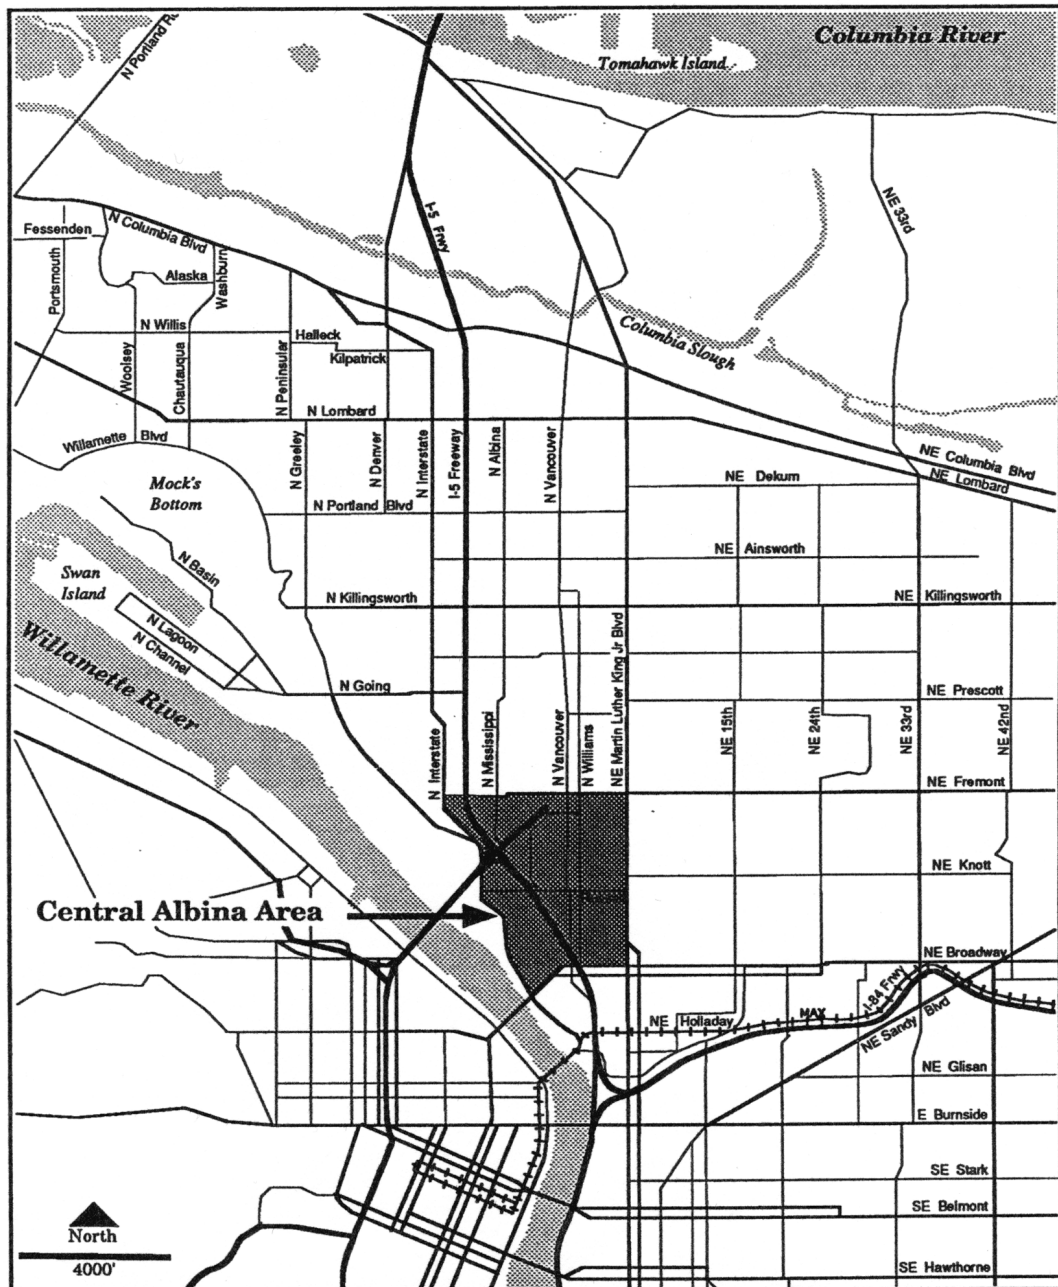 Columbia River
Tomahawk Island
N Portland R
I-5 Frwy
NE 33rd
Fessenden
N Columbia Blvd
Portsmouth
Alaska
Washburn
N Willis
Halleck
Kilpatrick
Woolsey
Chautauqua
N Peninsular
Columbia Slough
N Lombard
Willamette Blvd
N Greeley
N Denver
N Interstate
I-5 Freeway
N Albina
N Vancouver
NE Columbia Blvd
NE Lombard
NE Dekum
Mock's
Bottom
N Portland Blvd
NE Ainsworth
N Basin
Swan
Island
N Killingsworth
NE Killingsworth
N Lagoon
N Channel
Willamette River
N Going
NE Prescott
N Interstate
N Mississippi
N Vancouver
N Williams
NE Martin Luther King Jr Blvd
NE 15th
NE 24th
NE 33rd
NE 42nd
NE Fremont
NE Knott
Central Albina Area
NE Broadway
I-84 Frwy
MAX
NE Holladay
NE Sandy Blvd
NE Glisan
E Burnside
SE Stark
SE Belmont
North
4000'
SE Hawthorne